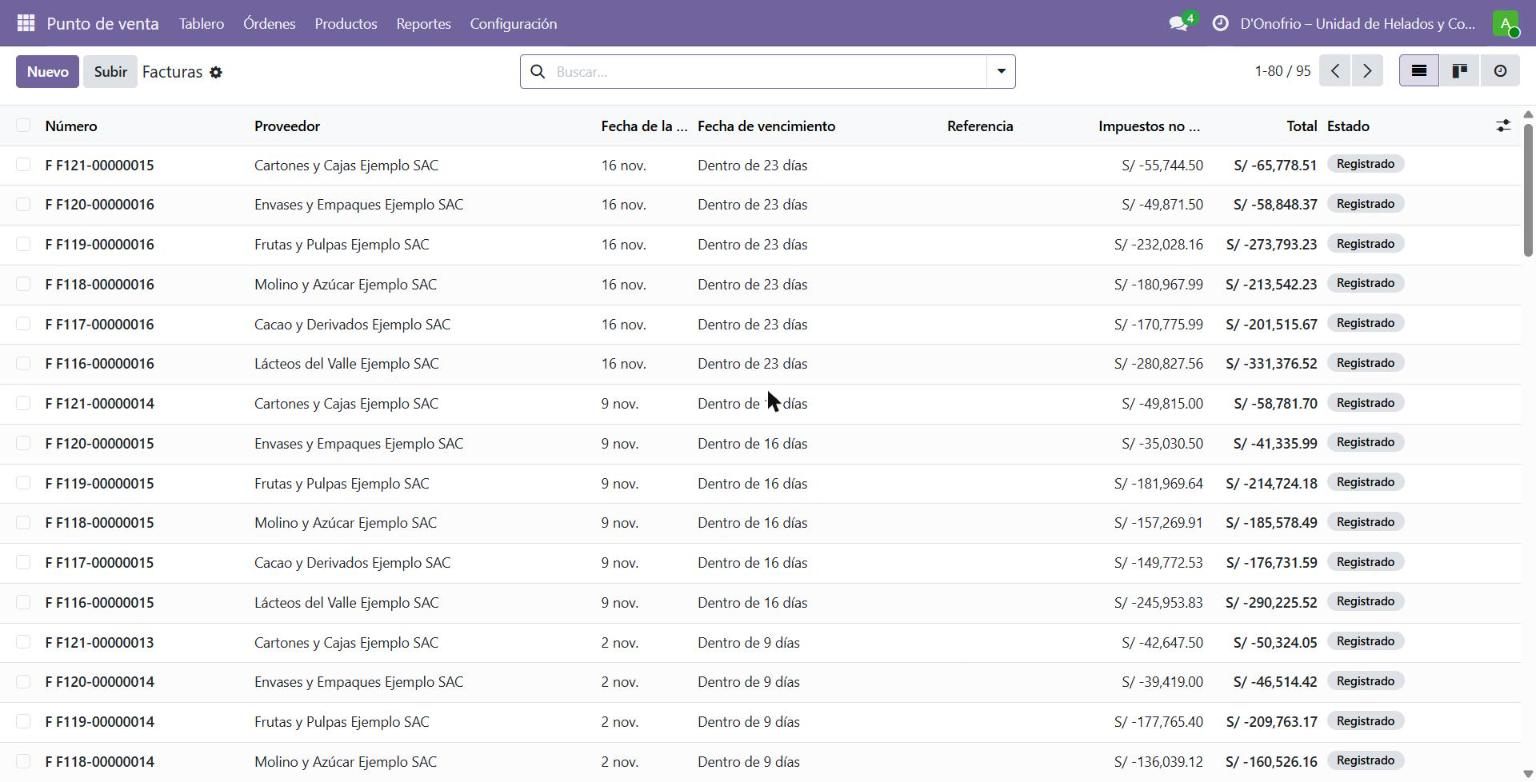 Punto de venta Tablero Órdenes Productos Reportes Configuración 4 D'Onofrio – Unidad de Helados y Co... A
Nuevo Subir Facturas Buscar... 1-80 / 95
Número Proveedor Fecha de la ... Fecha de vencimiento Referencia Impuestos no ... Total Estado
F F121-00000015 Cartones y Cajas Ejemplo SAC 16 nov. Dentro de 23 días S/ -55,744.50 S/ -65,778.51 Registrado
F F120-00000016 Envases y Empaques Ejemplo SAC 16 nov. Dentro de 23 días S/ -49,871.50 S/ -58,848.37 Registrado
F F119-00000016 Frutas y Pulpas Ejemplo SAC 16 nov. Dentro de 23 días S/ -232,028.16 S/ -273,793.23 Registrado
F F118-00000016 Molino y Azúcar Ejemplo SAC 16 nov. Dentro de 23 días S/ -180,967.99 S/ -213,542.23 Registrado
F F117-00000016 Cacao y Derivados Ejemplo SAC 16 nov. Dentro de 23 días S/ -170,775.99 S/ -201,515.67 Registrado
F F116-00000016 Lácteos del Valle Ejemplo SAC 16 nov. Dentro de 23 días S/ -280,827.56 S/ -331,376.52 Registrado
F F121-00000014 Cartones y Cajas Ejemplo SAC 9 nov. Dentro de días S/ -49,815.00 S/ -58,781.70 Registrado
F F120-00000015 Envases y Empaques Ejemplo SAC 9 nov. Dentro de 16 días S/ -35,030.50 S/ -41,335.99 Registrado
F F119-00000015 Frutas y Pulpas Ejemplo SAC 9 nov. Dentro de 16 días S/ -181,969.64 S/ -214,724.18 Registrado
F F118-00000015 Molino y Azúcar Ejemplo SAC 9 nov. Dentro de 16 días S/ -157,269.91 S/ -185,578.49 Registrado
F F117-00000015 Cacao y Derivados Ejemplo SAC 9 nov. Dentro de 16 días S/ -149,772.53 S/ -176,731.59 Registrado
F F116-00000015 Lácteos del Valle Ejemplo SAC 9 nov. Dentro de 16 días S/ -245,953.83 S/ -290,225.52 Registrado
F F121-00000013 Cartones y Cajas Ejemplo SAC 2 nov. Dentro de 9 días S/ -42,647.50 S/ -50,324.05 Registrado
F F120-00000014 Envases y Empaques Ejemplo SAC 2 nov. Dentro de 9 días S/ -39,419.00 S/ -46,514.42 Registrado
F F119-00000014 Frutas y Pulpas Ejemplo SAC 2 nov. Dentro de 9 días S/ -177,765.40 S/ -209,763.17 Registrado
F F118-00000014 Molino y Azúcar Ejemplo SAC 2 nov. Dentro de 9 días S/ -136,039.12 S/ -160,526.16 Registrado